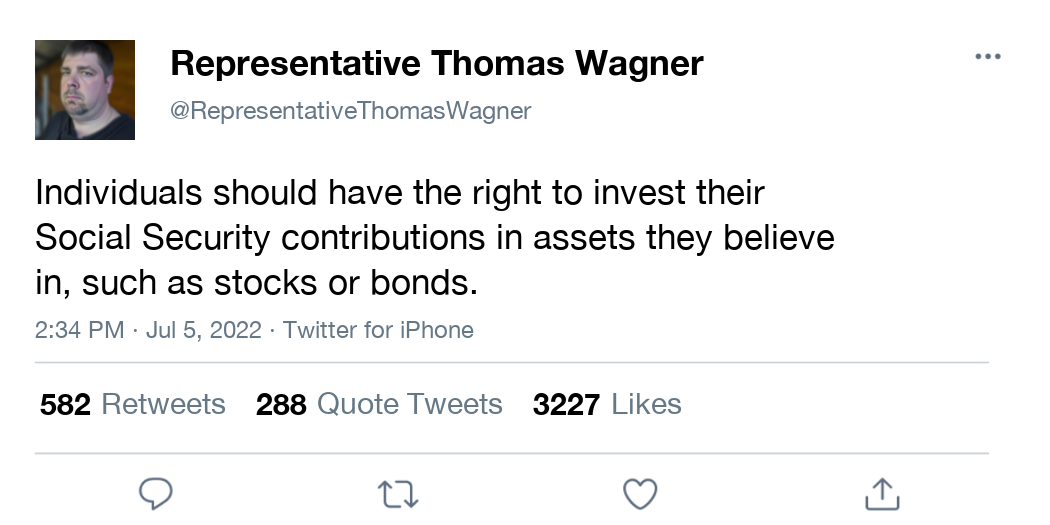 Representative Thomas Wagner
@RepresentativeThomasWagner
Individuals should have the right to invest their
Social Security contributions in assets they believe
in, such as stocks or bonds.
2:34 PM · Jul 5, 2022 · Twitter for iPhone
582 Retweets 288 Quote Tweets 3227 Likes